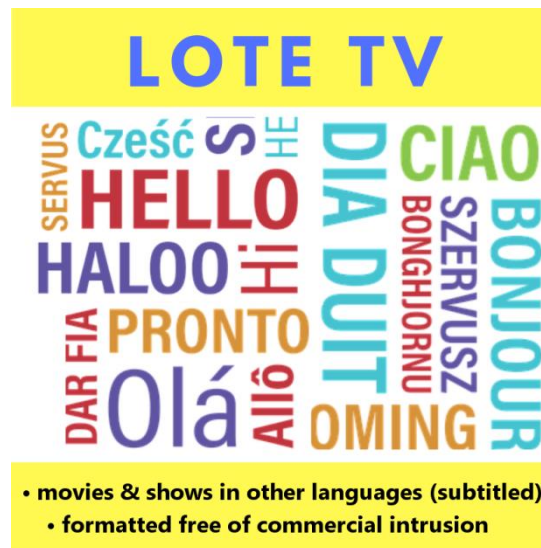 LOTE TV
SERVUS
Cześć
HE
CIAO
HELLO
DIA DUIT
BONGHJORNU
SZERVUSZ
BONJOUR
HALOO
Hi
DAR FIA
PRONTO
Olá
Allô
OMING
• movies & shows in other languages (subtitled)
• formatted free of commercial intrusion